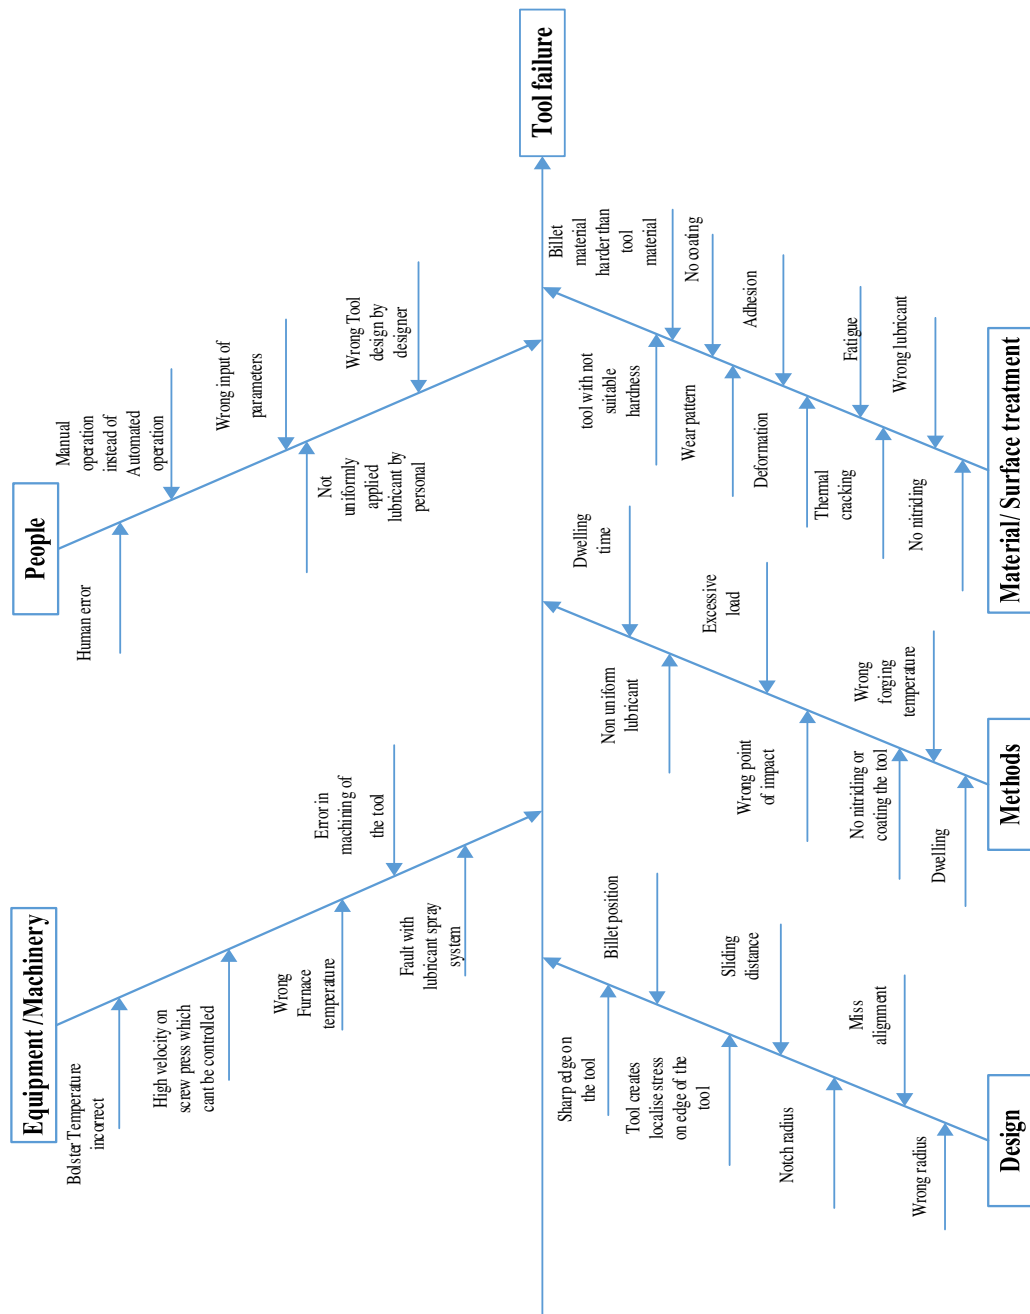 Equipment /Machinery
Bolster Temperature
incorrect
High velocity on
screw press which
cant be controlled
Wrong
Furnace
temperature
Error in
machining of
the tool
Fault with
lubricant spray
system
People
Human error
Manual
operation
instead of
Automated
operation
Wrong input of
parameters
Not
uniformly
applied
lubricant by
personal
Wrong Tool
design by
designer
Tool failure
Design
Sharp edge on
the tool
Billet position
Tool creates
localise stress
on edge of the
tool
Sliding
distance
Notch radius
Miss
alignment
Wrong radius
Methods
Dwelling
time
Non uniform
lubricant
Excessive
load
Wrong point
of impact
Wrong
forging
temperature
No nitriding or
coating the tool
Dwelling
Material/ Surface treatment
Billet
material
harder than
tool
material
tool with not
suitable
hardness
No coating
Wear pattern
Adhesion
Deformation
Fatigue
Thermal
cracking
Wrong lubricant
No nitriding